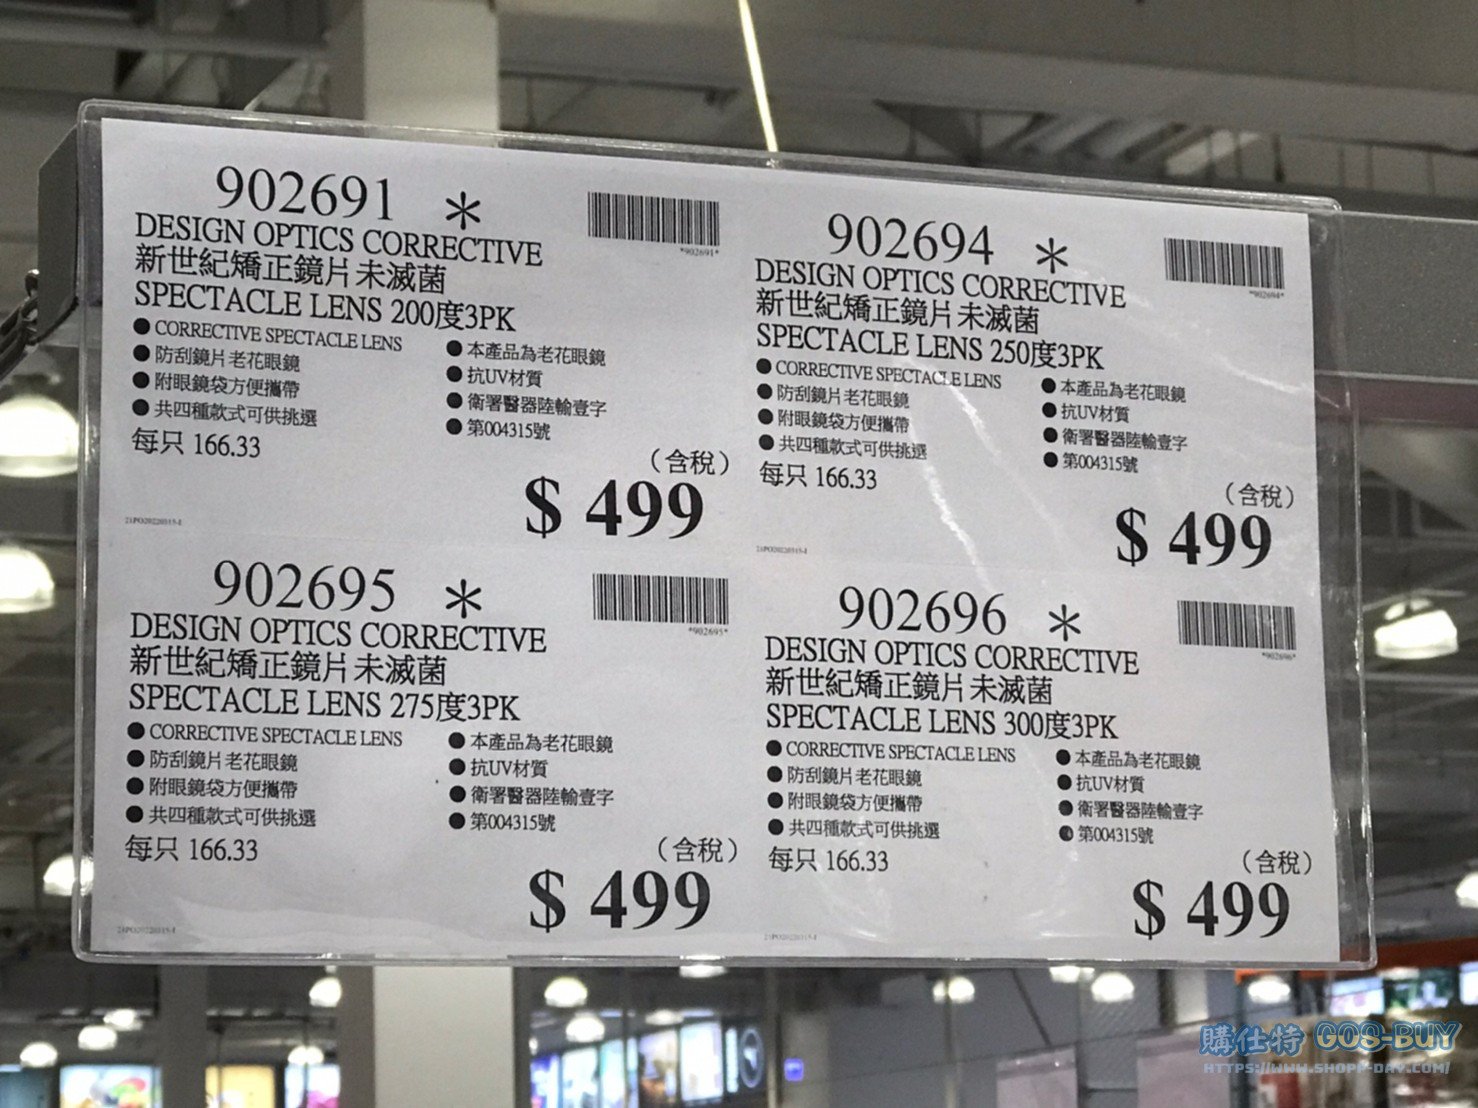 902691 *
*902691*
DESIGN OPTICS CORRECTIVE
新世紀矯正鏡片未滅菌
SPECTACLE LENS 200度3PK
● CORRECTIVE SPECTACLE LENS
● 防刮鏡片老花眼鏡
● 附眼鏡袋方便攜帶
● 共四種款式可供挑選
● 本產品為老花眼鏡
● 抗UV材質
● 衛署醫器陸輸壹字
● 第004315號
每只 166.33
(含稅)
$ 499
902694 *
*902694*
DESIGN OPTICS CORRECTIVE
新世紀矯正鏡片未滅菌
SPECTACLE LENS 250度3PK
● CORRECTIVE SPECTACLE LENS
● 防刮鏡片老花眼鏡
● 附眼鏡袋方便攜帶
● 共四種款式可供挑選
● 本產品為老花眼鏡
● 抗UV材質
● 衛署醫器陸輸壹字
● 第004315號
每只 166.33
(含稅)
$ 499
902695 *
*902695*
DESIGN OPTICS CORRECTIVE
新世紀矯正鏡片未滅菌
SPECTACLE LENS 275度3PK
● CORRECTIVE SPECTACLE LENS
● 防刮鏡片老花眼鏡
● 附眼鏡袋方便攜帶
● 共四種款式可供挑選
● 本產品為老花眼鏡
● 抗UV材質
● 衛署醫器陸輸壹字
● 第004315號
每只 166.33
(含稅)
$ 499
902696 *
*902696*
DESIGN OPTICS CORRECTIVE
新世紀矯正鏡片未滅菌
SPECTACLE LENS 300度3PK
● CORRECTIVE SPECTACLE LENS
● 防刮鏡片老花眼鏡
● 附眼鏡袋方便攜帶
● 共四種款式可供挑選
● 本產品為老花眼鏡
● 抗UV材質
● 衛署醫器陸輸壹字
● 第004315號
每只 166.33
(含稅)
$ 499
購仕特 GOS-BUY
HTTPS://WWW.SHOPP-DAY.COM/